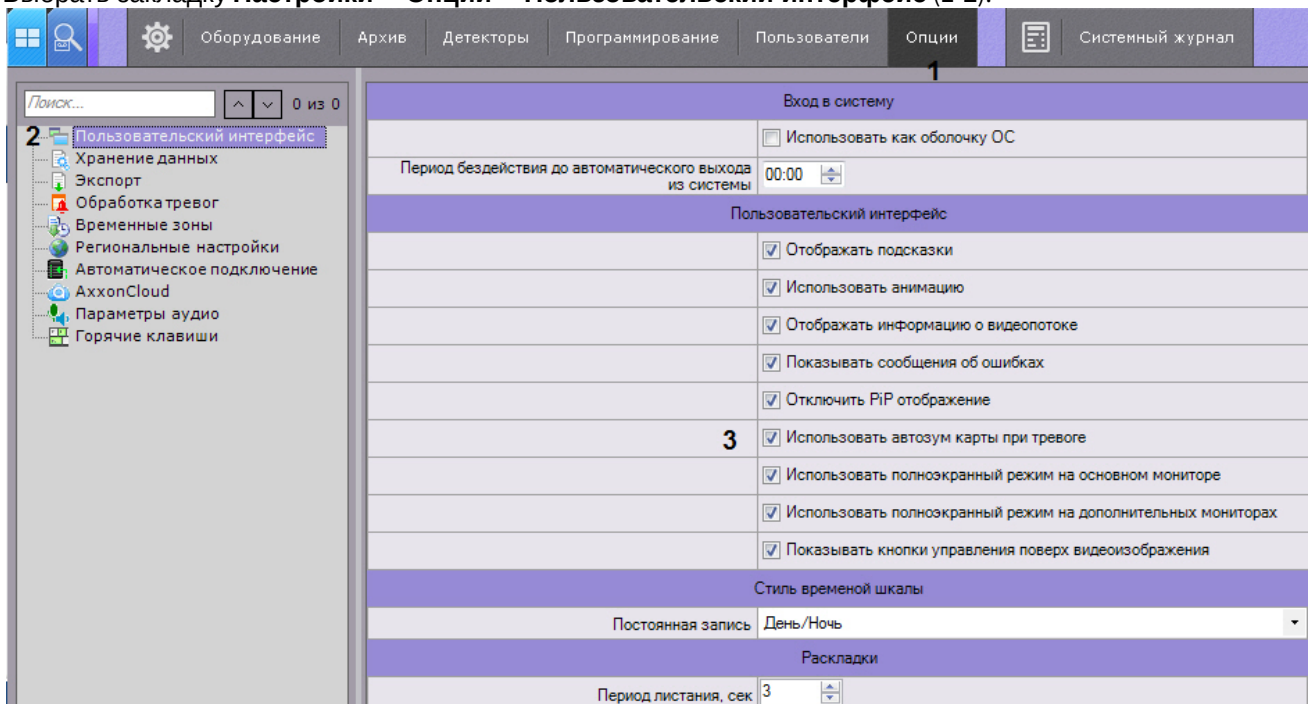 Выбрать закладку Настройки -> Опции -> Пользовательский интерфейс (1-2).
Оборудование Архив Детекторы Программирование Пользователи Опции Системный журнал
1
Поиск... 0 из 0
2 Пользовательский интерфейс
Хранение данных
Экспорт
Обработка тревог
Временные зоны
Региональные настройки
Автоматическое подключение
AxxonCloud
Параметры аудио
Горячие клавиши
Вход в систему
Использовать как оболочку ОС
Период бездействия до автоматического выхода
из системы 00:00
Пользовательский интерфейс
Отображать подсказки
Использовать анимацию
Отображать информацию о видеопотоке
Показывать сообщения об ошибках
Отключить PiP отображение
3 Использовать автозум карты при тревоге
Использовать полноэкранный режим на основном мониторе
Использовать полноэкранный режим на дополнительных мониторах
Показывать кнопки управления поверх видеоизображения
Стиль временой шкалы
Постоянная запись День/Ночь
Раскладки
Период листания, сек 3